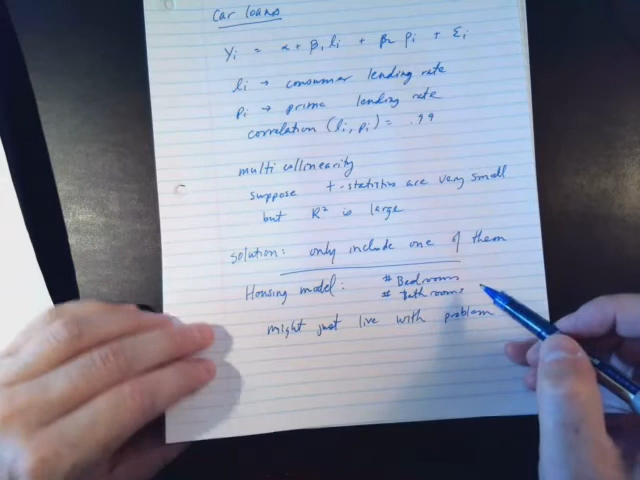 Car loans
Yi = α + β1 li + β2 pi + εi
li → consumer lending rate
pi → prime lending rate
correlation (li, pi) = .99
multicollinearity
suppose t-statistics are very small
but R² is large
solution: only include one of them
Housing model: # Bedrooms
# Bathrooms
might just live with problem